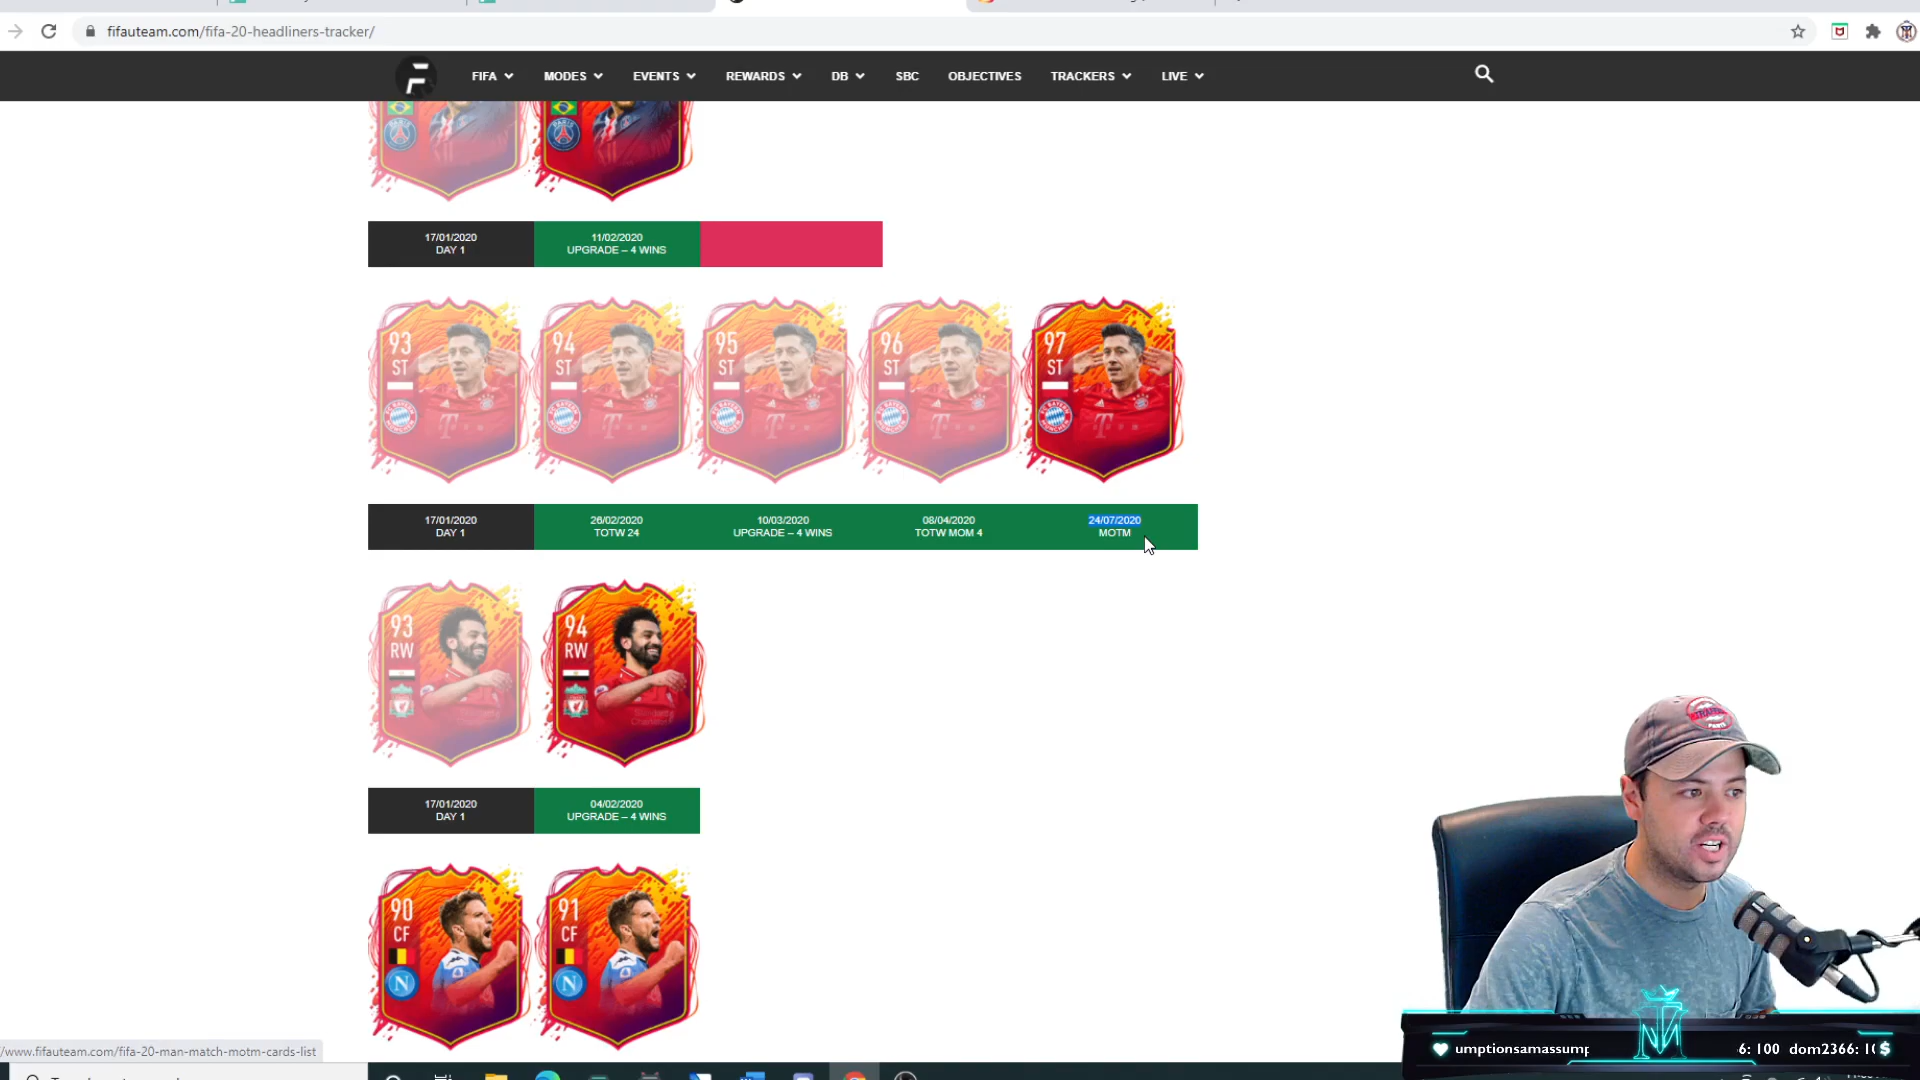 fifauteam.com/fifa-20-headliners-tracker/
FIFA MODES EVENTS REWARDS DB SBC OBJECTIVES TRACKERS LIVE
17/01/2020
DAY 1
11/02/2020
UPGRADE – 4 WINS
93
ST
94
ST
95
ST
96
ST
97
ST
17/01/2020
DAY 1
26/02/2020
TOTW 24
10/03/2020
UPGRADE – 4 WINS
08/04/2020
TOTW MOM 4
24/07/2020
MOTM
93
RW
94
RW
17/01/2020
DAY 1
04/02/2020
UPGRADE – 4 WINS
90
CF
91
CF
/www.fifauteam.com/fifa-20-man-match-motm-cards-list
umptionsamassump
6: 100 dom2366: 10